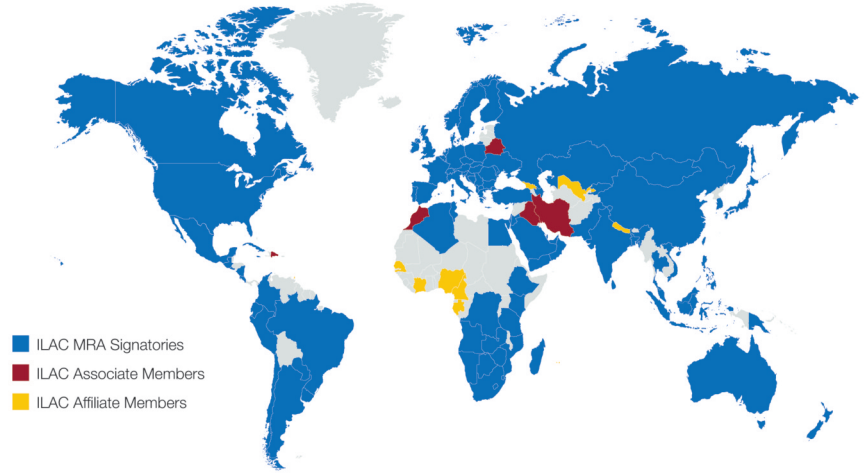 ILAC MRA Signatories
ILAC Associate Members
ILAC Affiliate Members